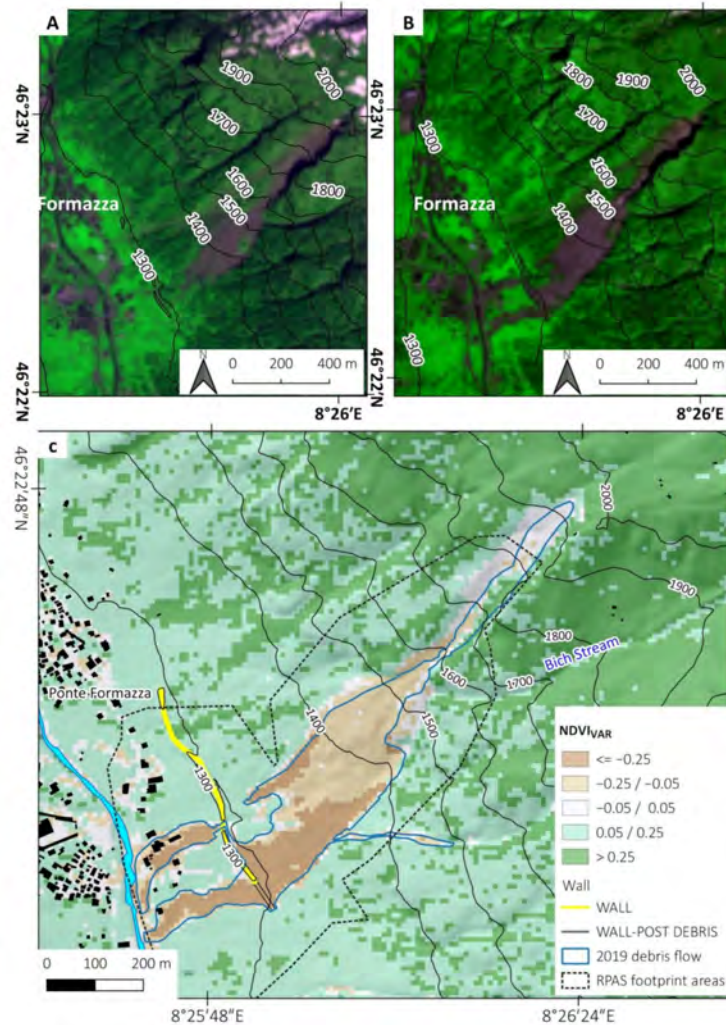 A
1900
2000
1700
1600
1500
1800
1400
1300
46°23'N
Formazza
46°22'N
N
0 200 400 m
8°26'E
B
1800
1900
2000
1700
1600
1500
1400
1300
Formazza
1300
N
0 200 400 m
8°26'E
C
46°22'48"N
2000
1900
1800
Bich Stream
1700
1600
1500
1400
Ponte Formazza
1300
1300
NDVIVAR
<= −0.25
−0.25 / −0.05
−0.05 / 0.05
0.05 / 0.25
> 0.25
Wall
WALL
WALL-POST DEBRIS
2019 debris flow
RPAS footprint areas
0 100 200 m
8°25'48"E
8°26'24"E